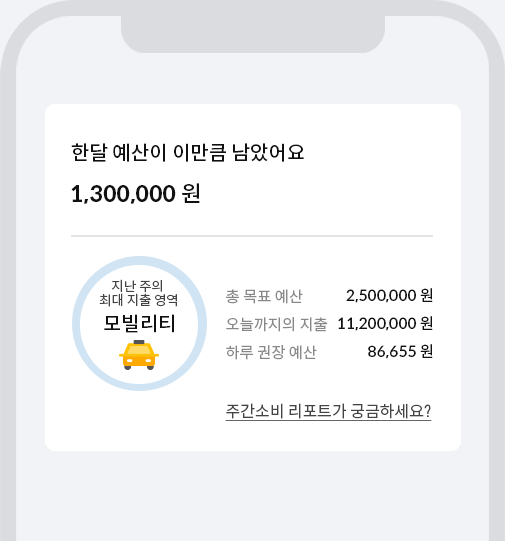 한달 예산이 이만큼 남았어요
1,300,000 원
지난 주의
최대 지출 영역
모빌리티
총 목표 예산 2,500,000 원
오늘까지의 지출 11,200,000 원
하루 권장 예산 86,655 원
주간소비 리포트가 궁금하세요?